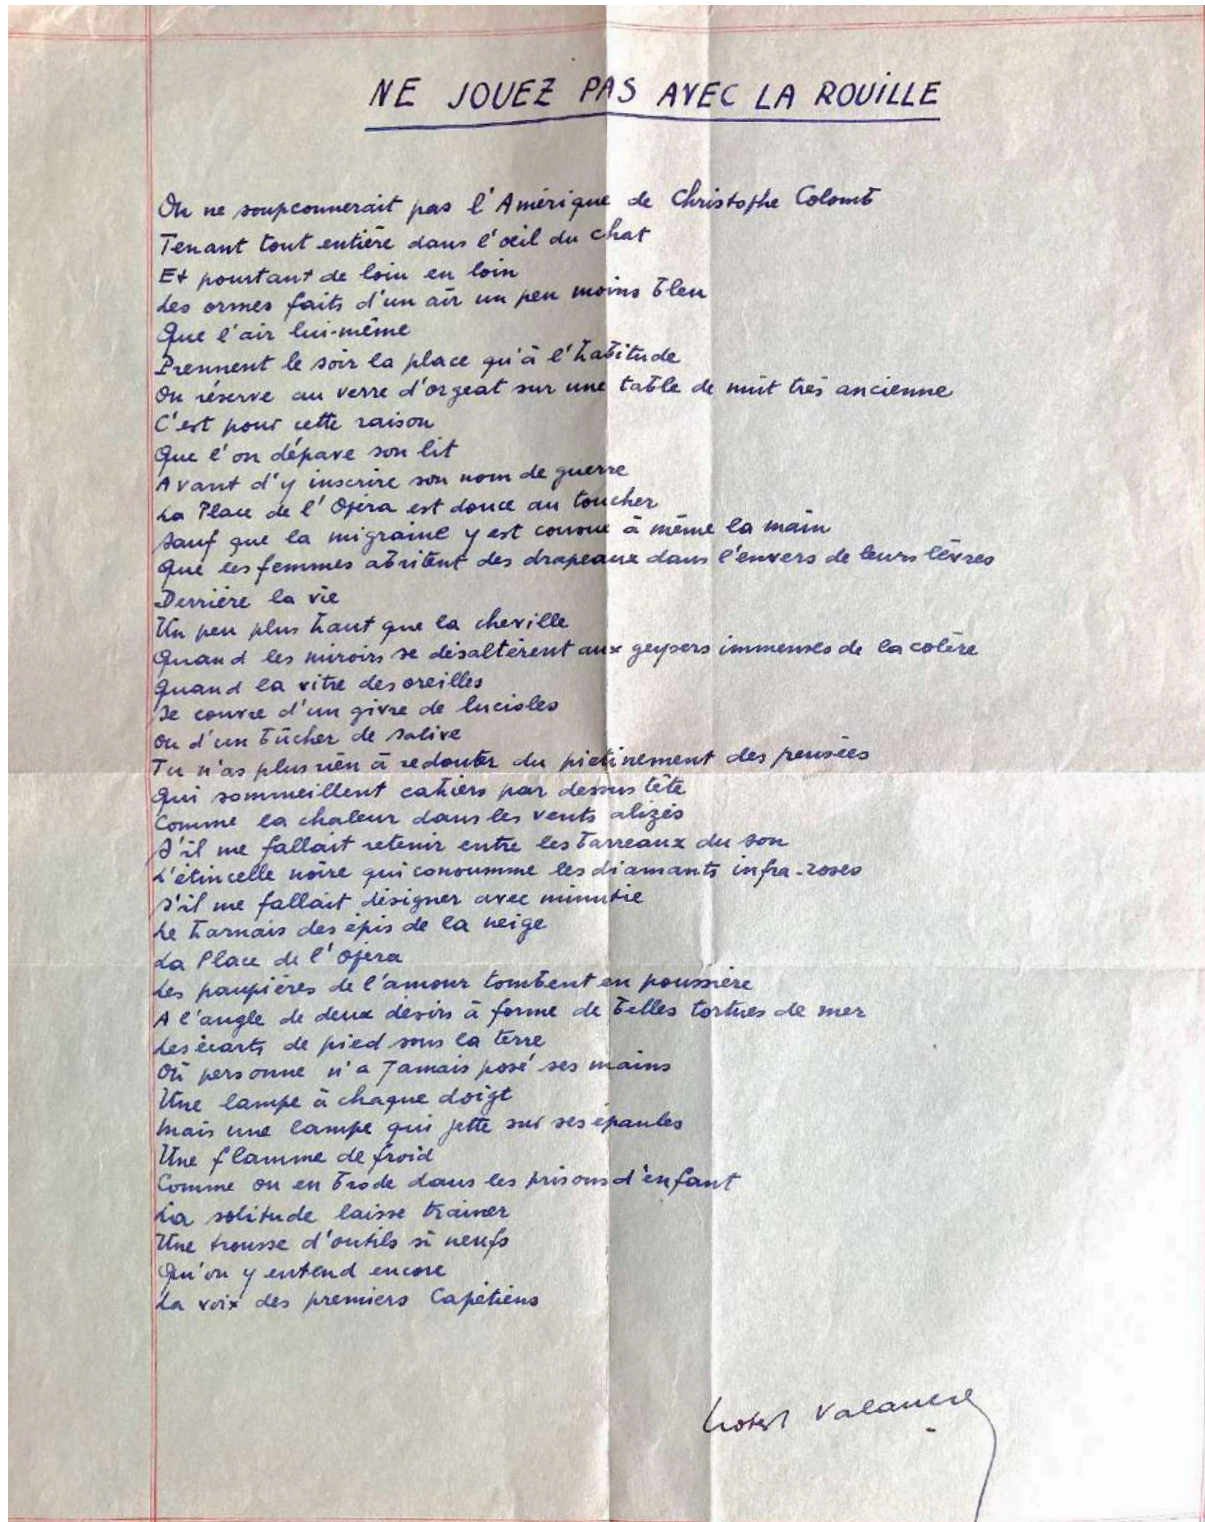 NE JOUEZ PAS AVEC LA ROUILLE
On ne soupconnerait pas l'Amérique de Christophe Colomb
Tenant tout entière dans l'oeil du chat
Et pourtant de loin en loin
Les ormes faits d'un air un peu moins bleu
Que l'air lui-même
Prennent le soir la place qu'à l'habitude
On réserve au verre d'orgeat sur une table de nuit très ancienne
C'est pour cette raison
Que l'on dépave son lit
Avant d'y inscrire son nom de guerre
La Place de l'Opéra est douce au toucher
Sauf que la migraine y est cousue à même la main
Que les femmes abritent des drapeaux dans l'envers de leurs lèvres
Derrière la vie
Un peu plus haut que la cheville
Quand les miroirs se désaltèrent aux geysers immenses de la colère
Quand la vitre des oreilles
Se couvre d'un givre de lucioles
Ou d'un bûcher de salive
Tu n'as plus rien à redouter du piétinement des pensées
Qui sommeillent cahiers par dessus tête
Comme la chaleur dans les vents alizés
S'il me fallait retenir entre les barreaux du son
L'étincelle noire qui conoumme les diamants infra-roses
S'il me fallait désigner avec minutie
Le harnais des épis de la neige
La Place de l'Opéra
Les paupières de l'amour tombent en poussière
A l'angle de deux désirs à forme de belles tortues de mer
Les écarts de pied sous la terre
Où personne n'a jamais posé ses mains
Une lampe à chaque doigt
Mais une lampe qui jette sur ses épaules
Une flamme de froid
Comme on en brode dans les prisons d'enfant
La solitude laisse trainer
Une trousse d'outils si neufs
Qu'on y entend encore
La voix des premiers Capétiens